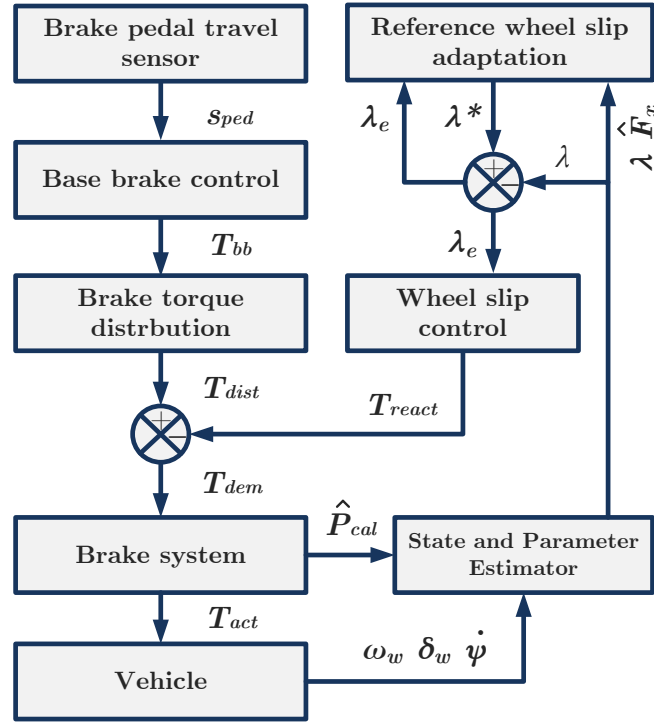 Brake pedal travel
sensor
Reference wheel slip
adaptation
s_ped
λ_e
λ*
λ F̂_x
Base brake control
+
−
λ
T_bb
λ_e
Brake torque
distrbution
Wheel slip
control
T_dist
T_react
+
−
T_dem
P̂_cal
Brake system
State and Parameter
Estimator
T_act
ω_w δ_w ψ̇
Vehicle